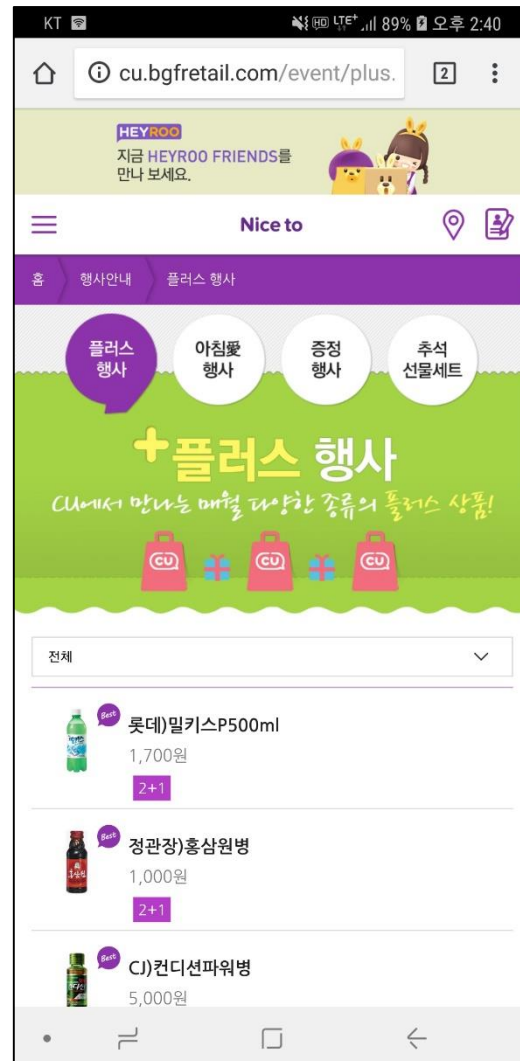 KT HD LTE+ 89% 오후 2:40
cu.bgfretail.com/event/plus. 2
HEYROO
지금 HEYROO FRIENDS를
만나 보세요.
Nice to
홈 행사안내 플러스 행사
플러스 행사
아침愛 행사
증정 행사
추석 선물세트
+플러스 행사
CU에서 만나는 매월 다양한 종류의 플러스 상품!
CU CU CU
전체
Best 롯데)밀키스P500ml
1,700원
2+1
Best 정관장)홍삼원병
1,000원
2+1
Best CJ)컨디션파워병
5,000원